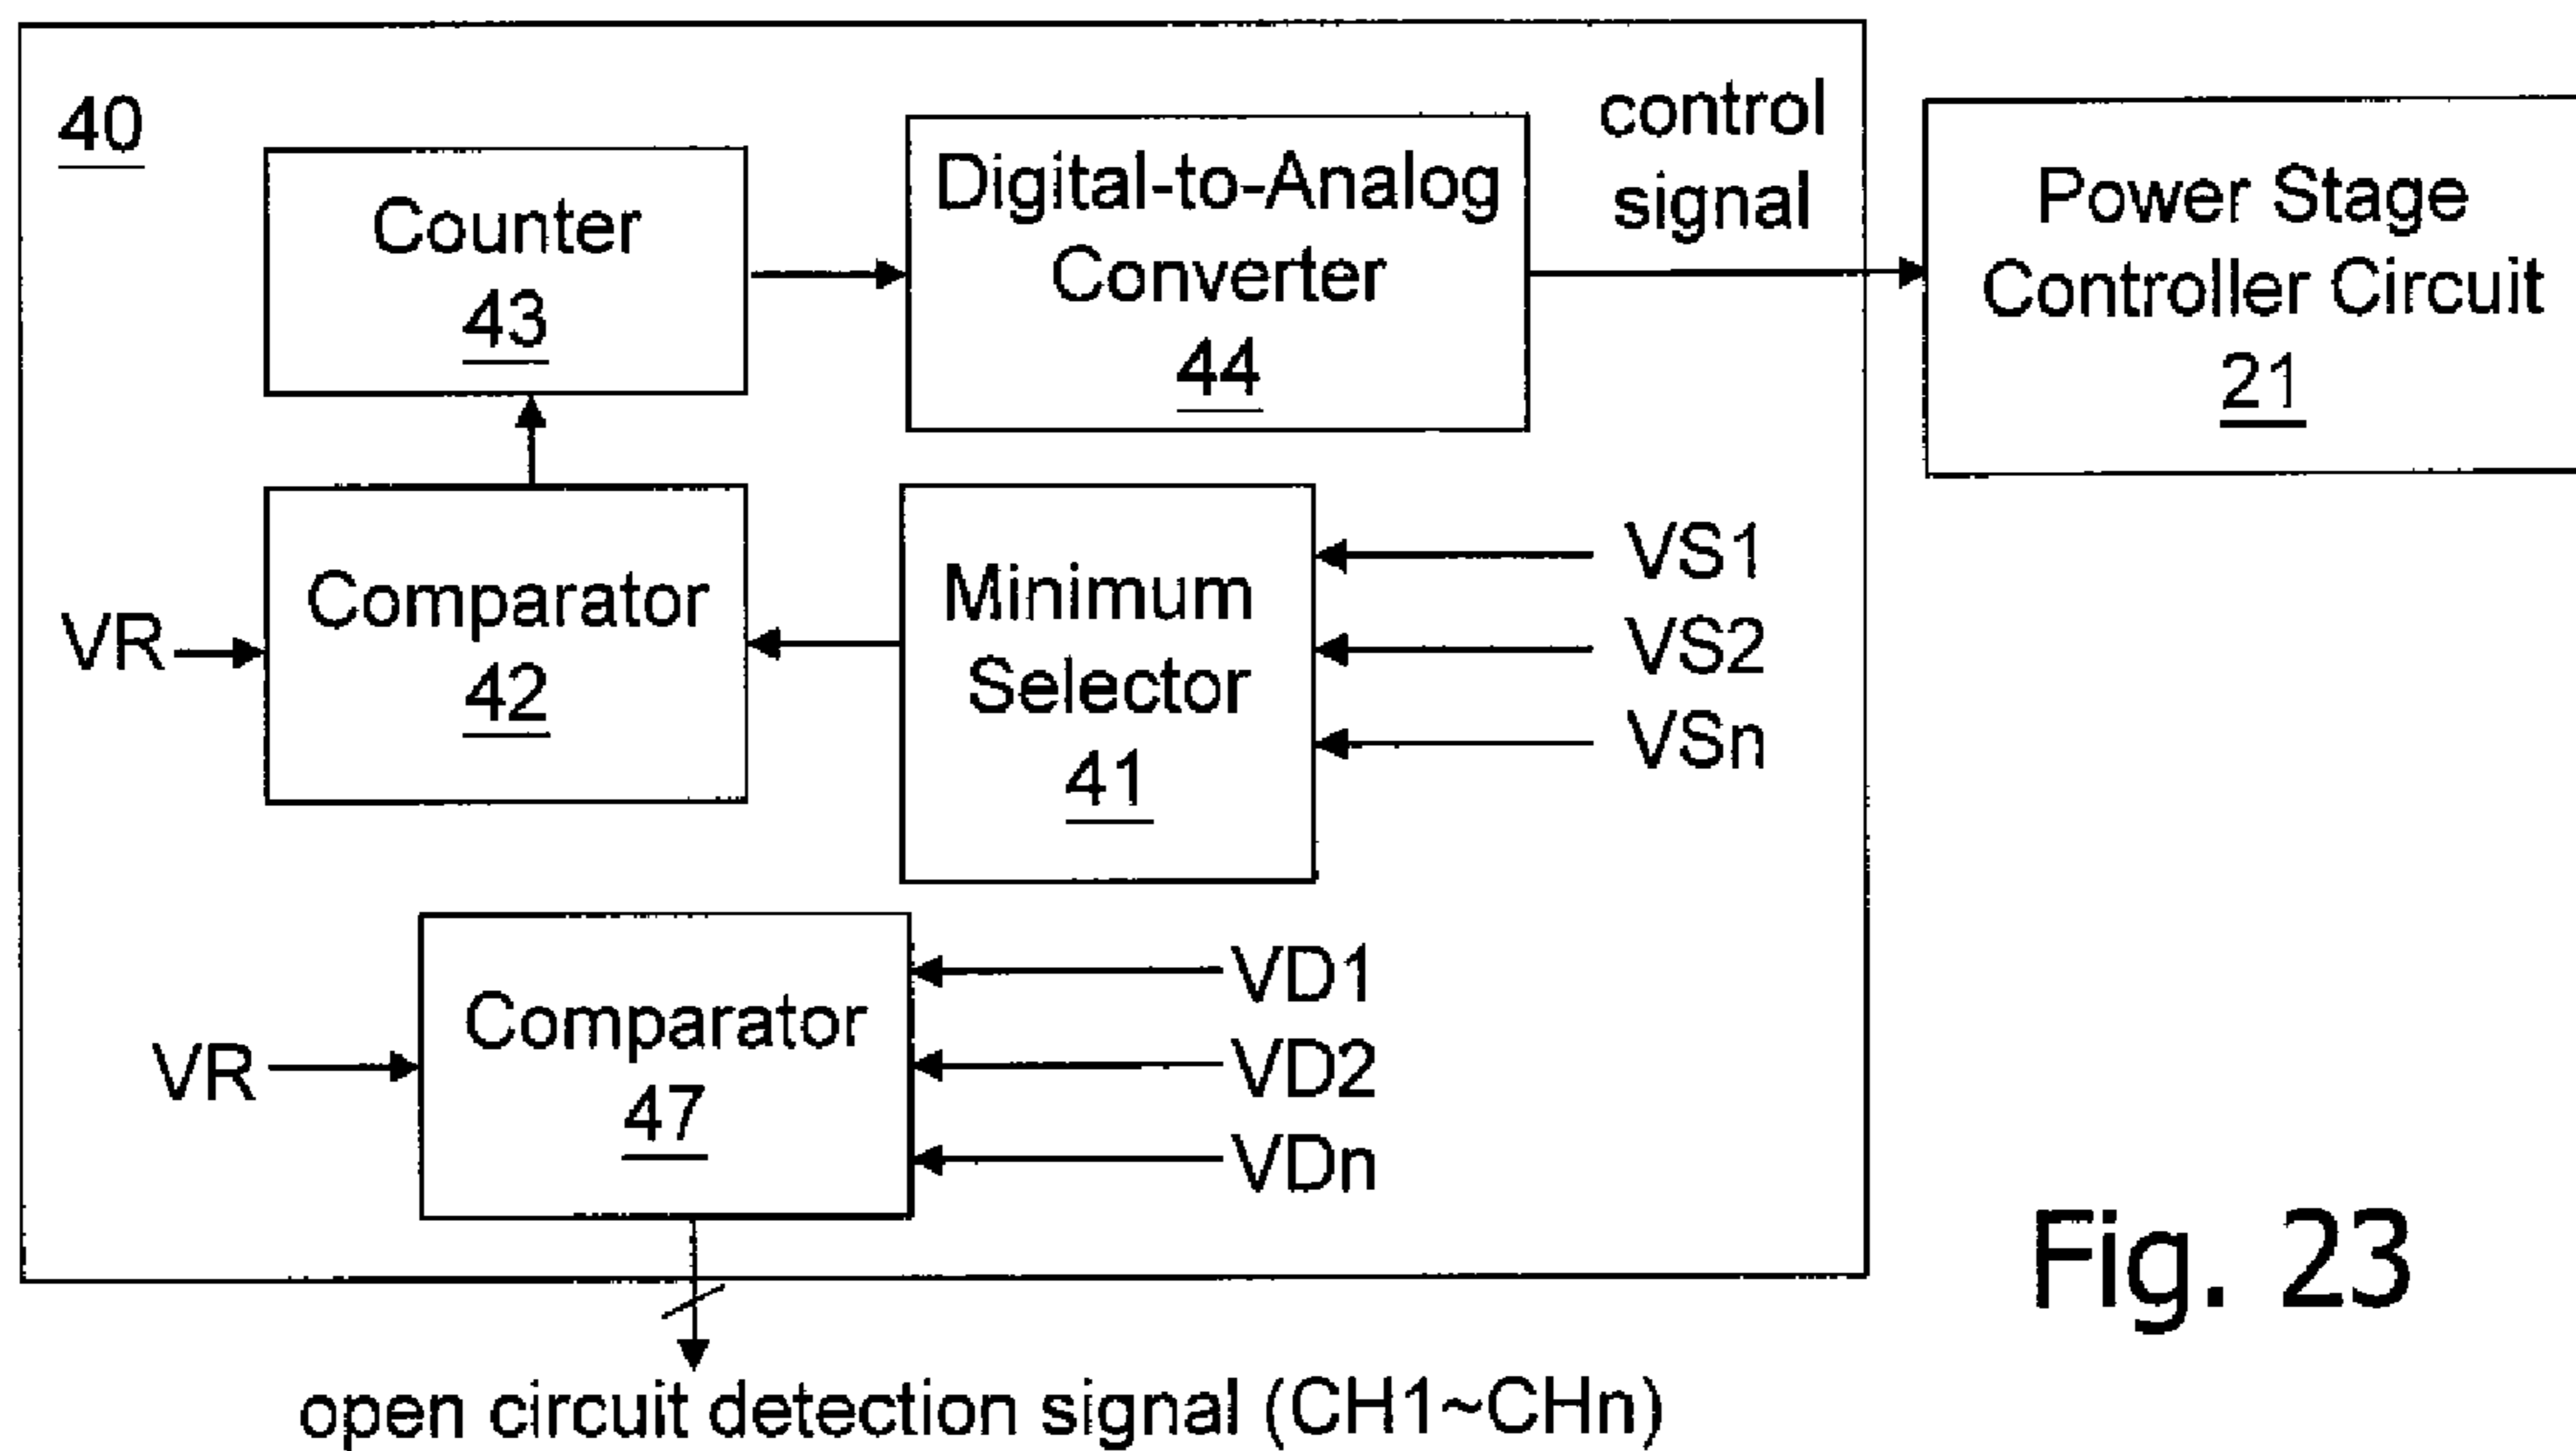 40
Counter
43
Digital-to-Analog
Converter
44
control
signal
Power Stage
Controller Circuit
21
VR
Comparator
42
Minimum
Selector
41
VS1
VS2
VSn
VR
Comparator
47
VD1
VD2
VDn
open circuit detection signal (CH1~CHn)
Fig. 23